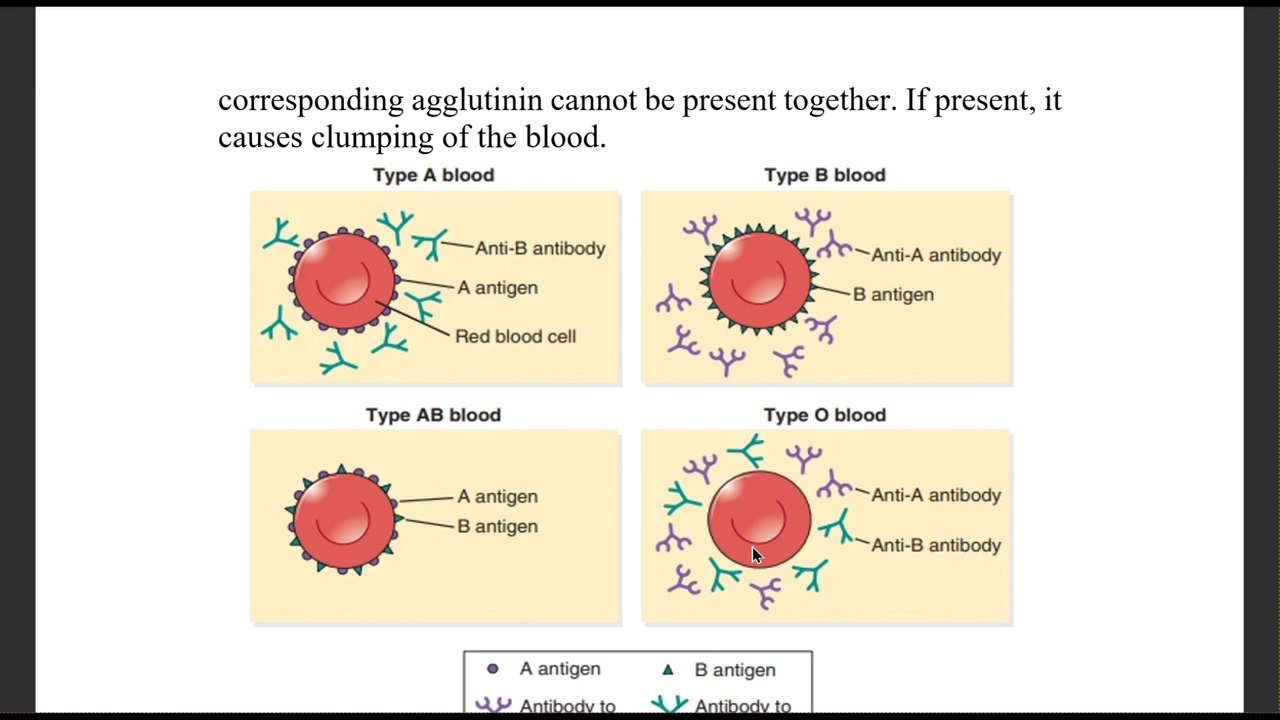 corresponding agglutinin cannot be present together. If present, it
causes clumping of the blood.
Type A blood
Anti-B antibody
A antigen
Red blood cell
Type B blood
Anti-A antibody
B antigen
Type AB blood
A antigen
B antigen
Type O blood
Anti-A antibody
Anti-B antibody
A antigen
B antigen
Antibody to
Antibody to